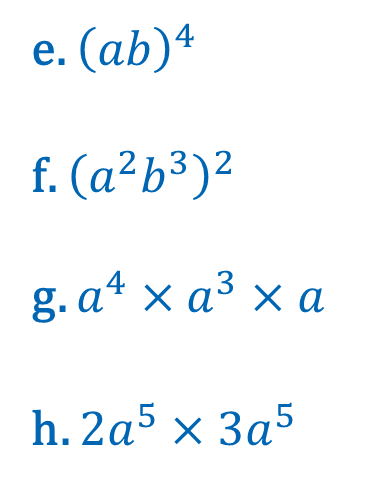 e. (ab)⁴
f. (a²b³)²
g. a⁴ × a³ × a
h. 2a⁵ × 3a⁵